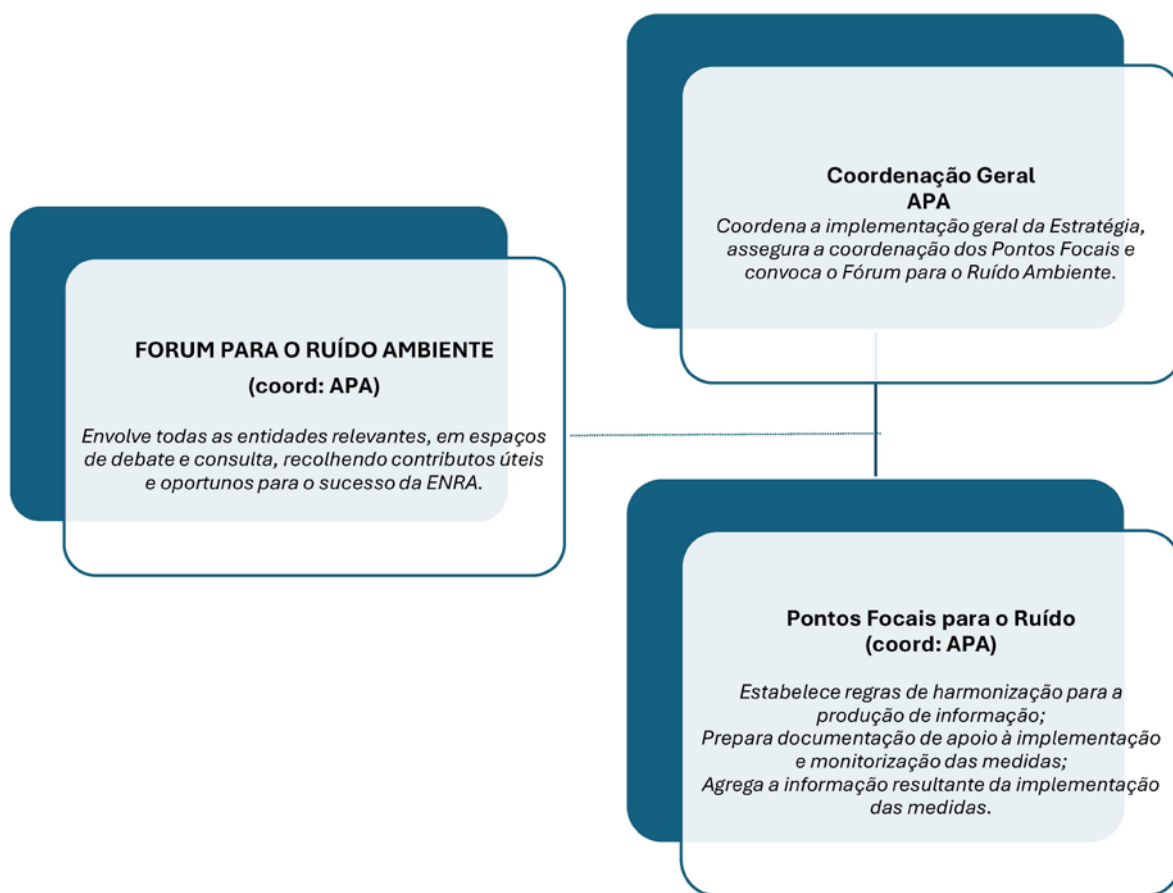 Coordenação Geral
APA
Coordena a implementação geral da Estratégia,
assegura a coordenação dos Pontos Focais e
convoca o Fórum para o Ruído Ambiente.
FORUM PARA O RUÍDO AMBIENTE
(coord: APA)
Envolve todas as entidades relevantes, em espaços
de debate e consulta, recolhendo contributos úteis
e oportunos para o sucesso da ENRA.
Pontos Focais para o Ruído
(coord: APA)
Estabelece regras de harmonização para a
produção de informação;
Prepara documentação de apoio à implementação
e monitorização das medidas;
Agrega a informação resultante da implementação
das medidas.